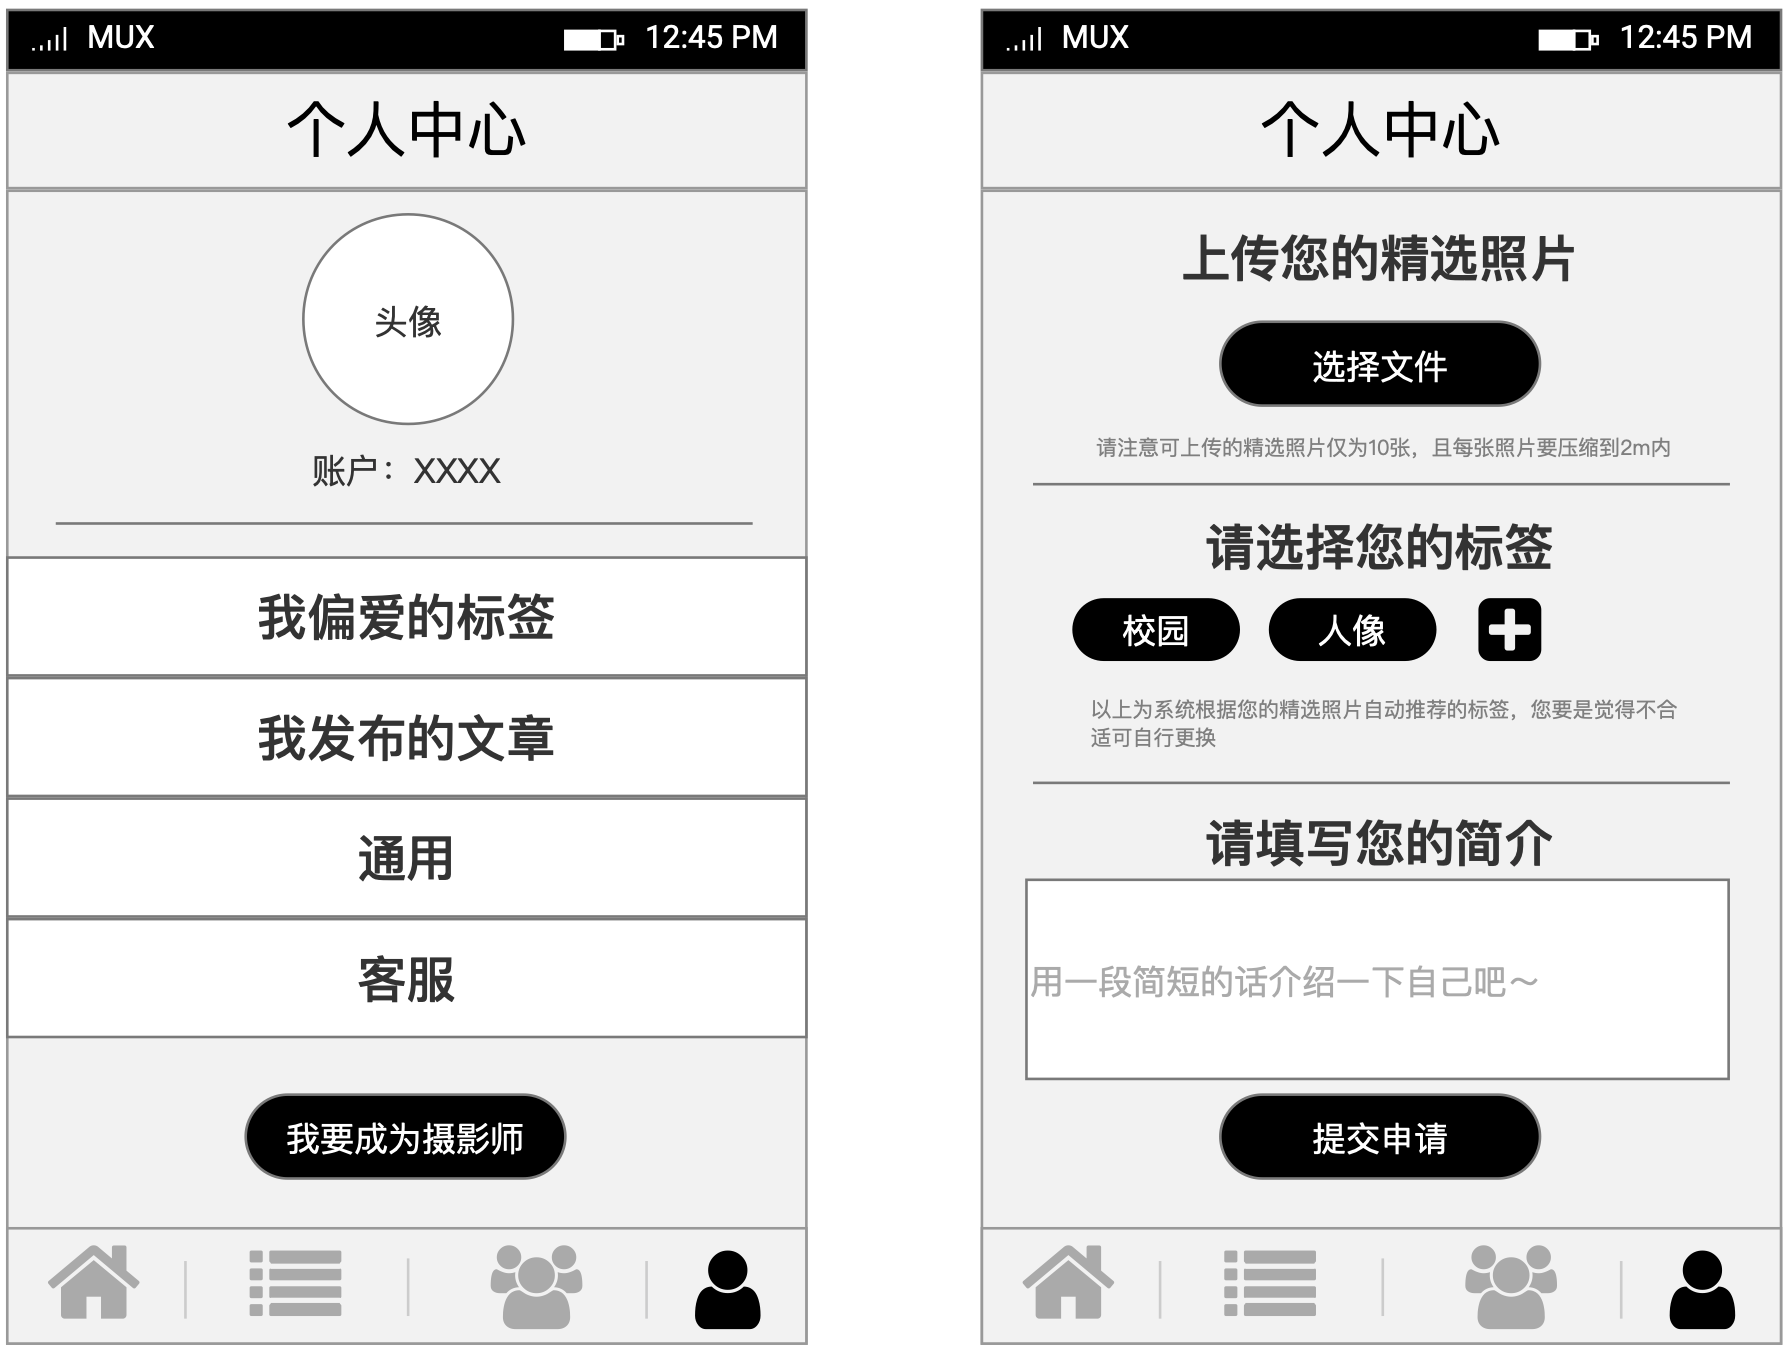 MUX 12:45 PM
个人中心
头像
账户：XXXX
我偏爱的标签
我发布的文章
通用
客服
我要成为摄影师
MUX 12:45 PM
个人中心
上传您的精选照片
选择文件
请注意可上传的精选照片仅为10张，且每张照片要压缩到2m内
请选择您的标签
校园 人像
以上为系统根据您的精选照片自动推荐的标签，您要是觉得不合
适可自行更换
请填写您的简介
用一段简短的话介绍一下自己吧～
提交申请